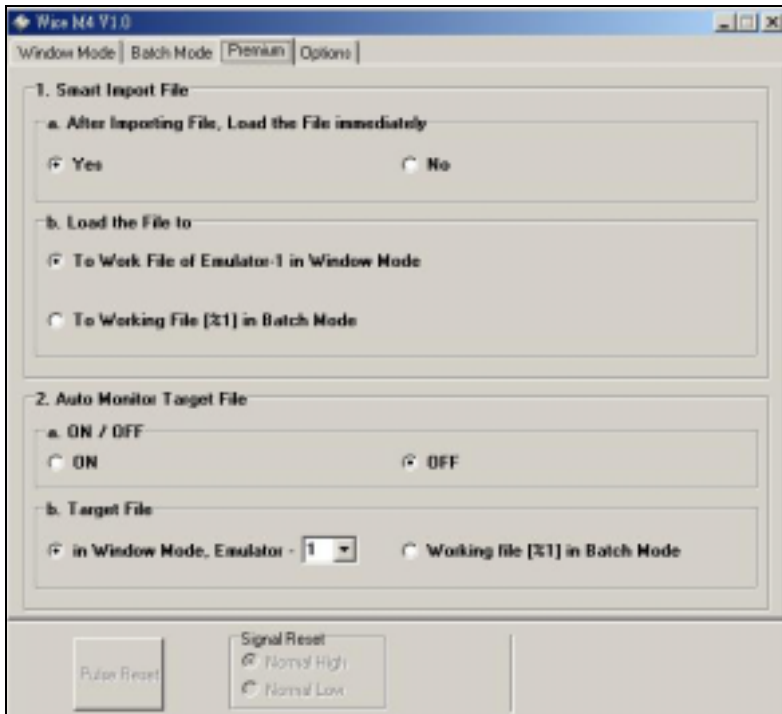 Wice M4 V1.0
Window Mode Batch Mode Premium Options
1. Smart Import File
a. After Importing File, Load the File immediately
Yes No
b. Load the File to
To Work File of Emulator-1 in Window Mode
To Working File [%1] in Batch Mode
2. Auto Monitor Target File
a. ON / OFF
ON OFF
b. Target File
in Window Mode, Emulator - 1 Working file [%1] in Batch Mode
Pulse Reset
Signal Reset
Normal High
Normal Low